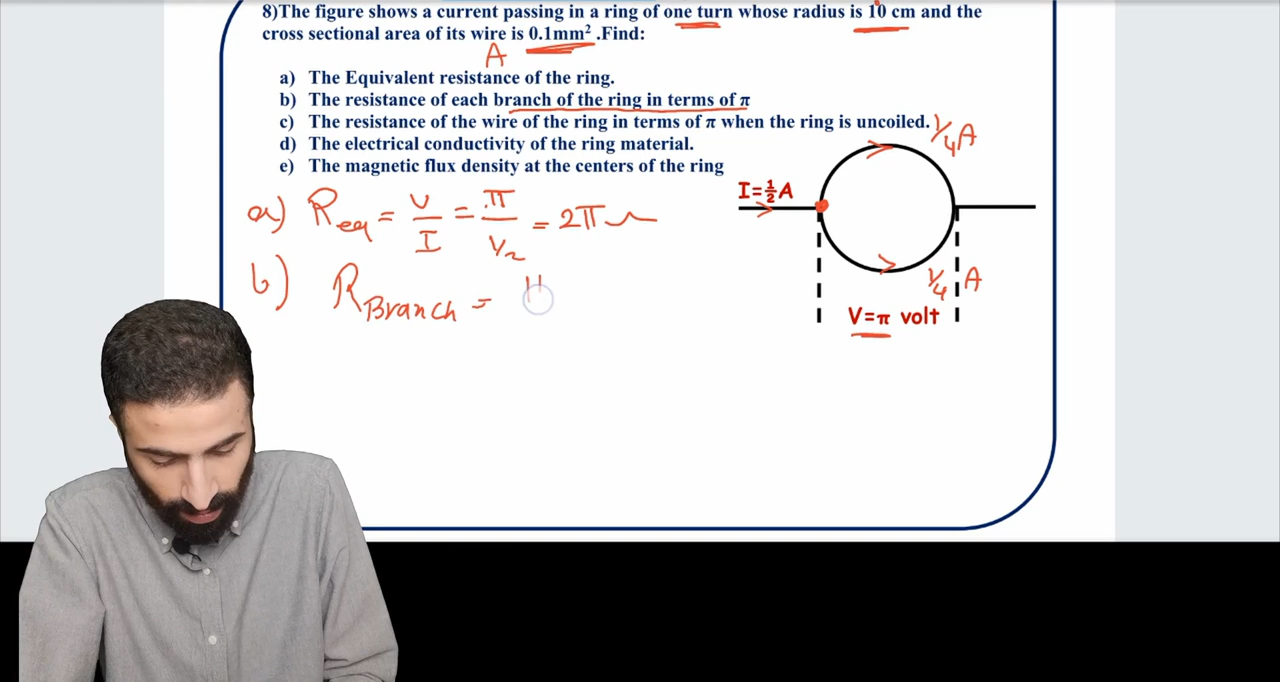 8)The figure shows a current passing in a ring of one turn whose radius is 10 cm and the
cross sectional area of its wire is 0.1mm² .Find:
A
a) The Equivalent resistance of the ring.
b) The resistance of each branch of the ring in terms of π
c) The resistance of the wire of the ring in terms of π when the ring is uncoiled.
d) The electrical conductivity of the ring material.
e) The magnetic flux density at the centers of the ring
1/4 A
I=½A
a) Req = V/I = π/(1/2) = 2π Ω
b) RBranch =
1/4 A
V=π volt